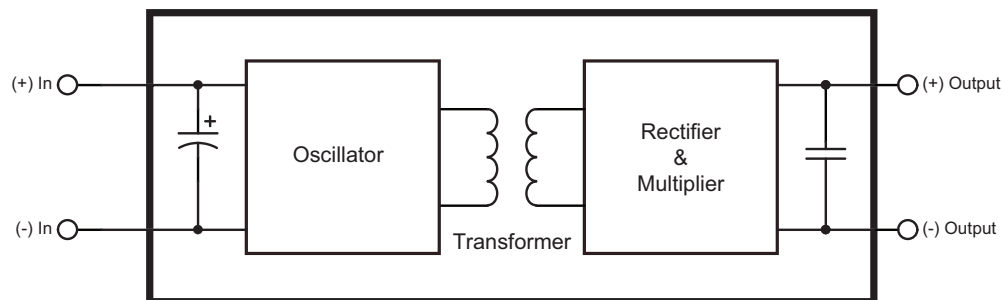 (+) In
+
Oscillator
Transformer
Rectifier
&
Multiplier
(+) Output
(-) In
(-) Output